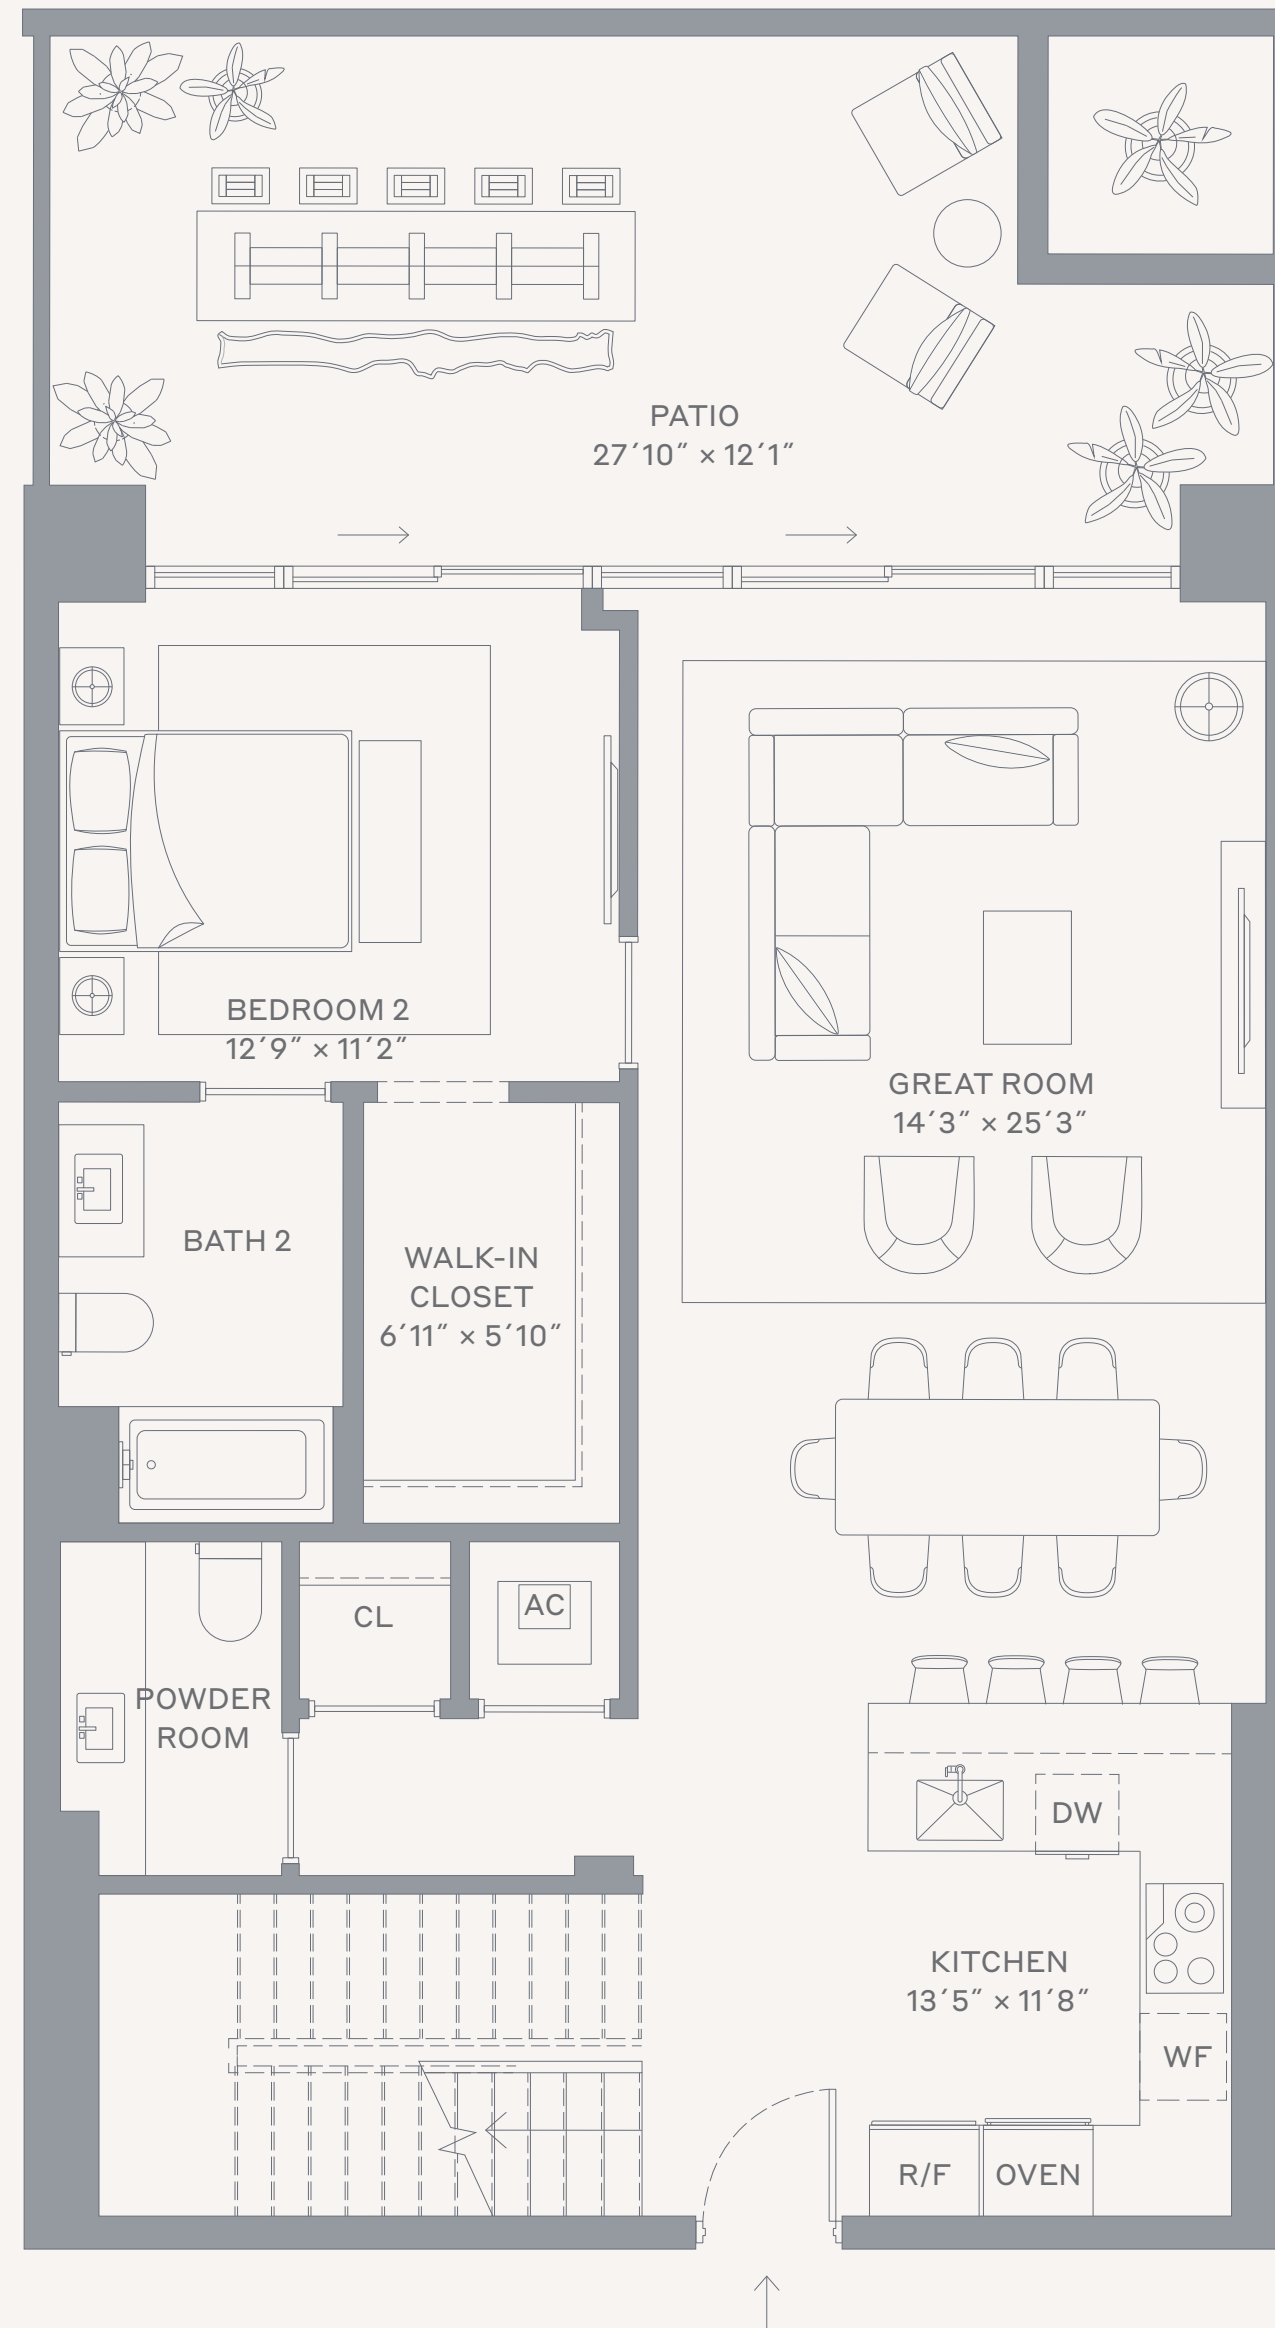 PATIO
27´10˝ × 12´1˝
BEDROOM 2
12´9˝ × 11´2˝
GREAT ROOM
14´3˝ × 25´3˝
BATH 2
WALK-IN
CLOSET
6´11˝ × 5´10˝
CL
AC
POWDER
ROOM
DW
KITCHEN
13´5˝ × 11´8˝
WF
R/F
OVEN